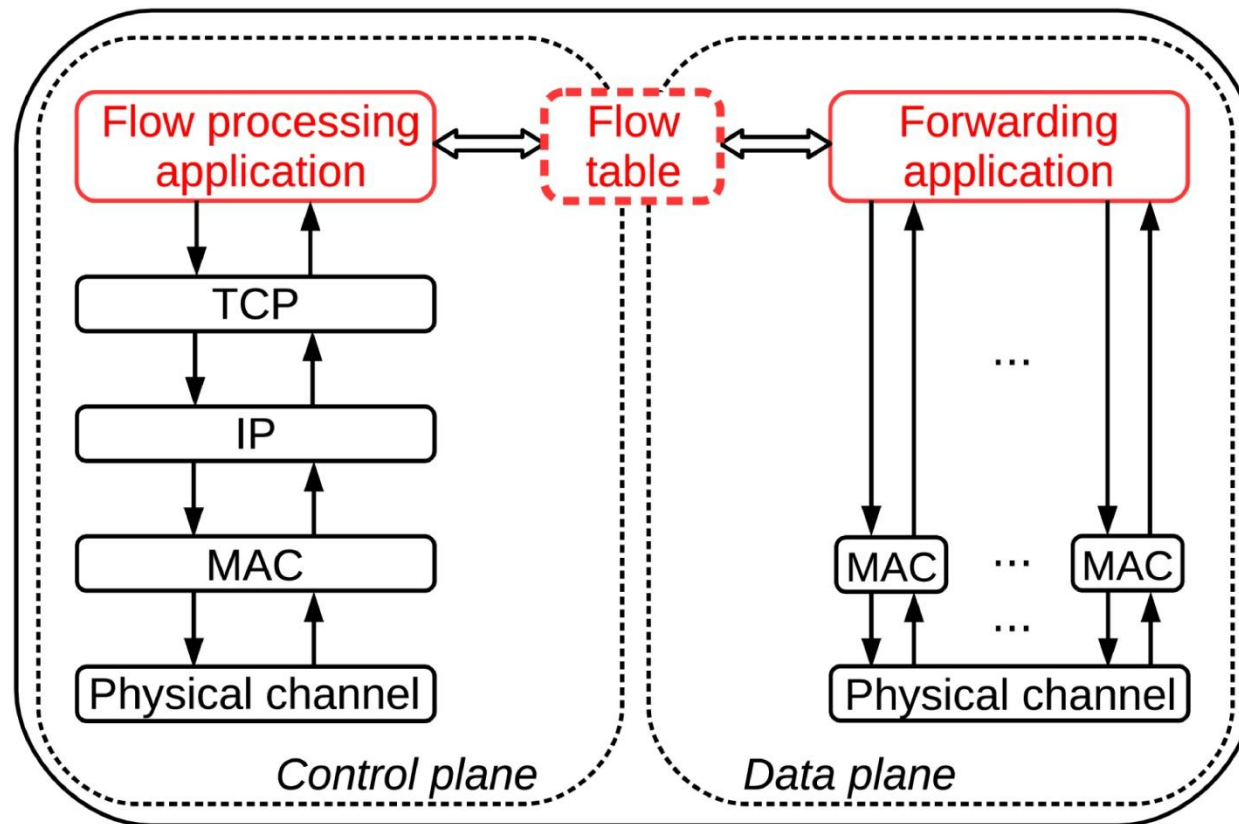 Flow processing
application
Flow
table
Forwarding
application
TCP
...
IP
MAC
MAC
...
MAC
...
Physical channel
Physical channel
Control plane
Data plane